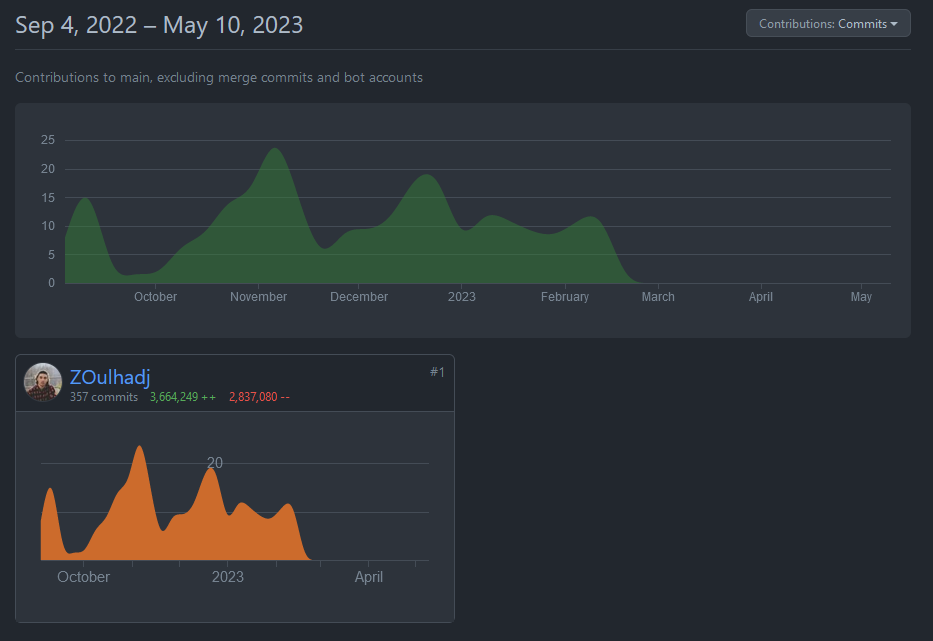 Sep 4, 2022 – May 10, 2023
Contributions: Commits
Contributions to main, excluding merge commits and bot accounts
25
20
15
10
5
0
October November December 2023 February March April May
ZOulhadj
#1
357 commits 3,664,249 ++ 2,837,080 --
20
October 2023 April